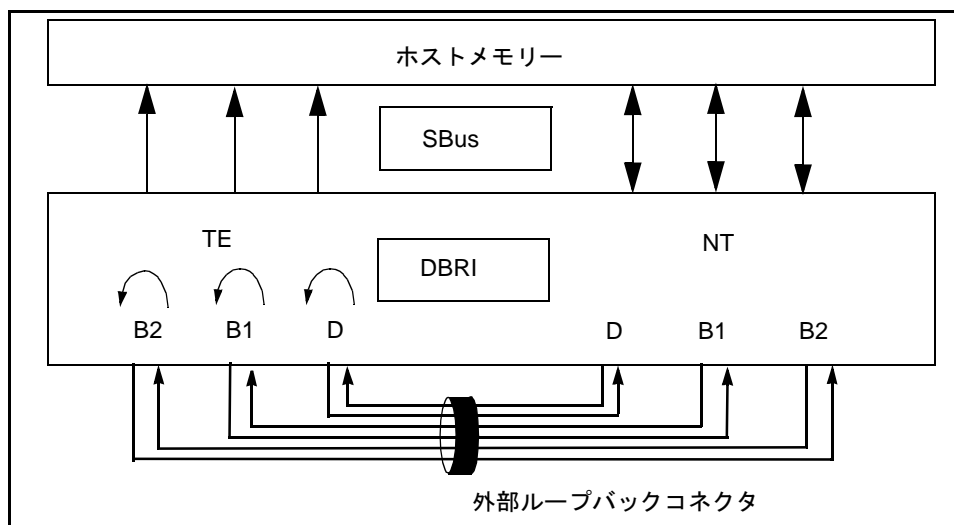 ホストメモリー
SBus
TE
NT
DBRI
B2 B1 D D B1 B2
外部ループバックコネクタ